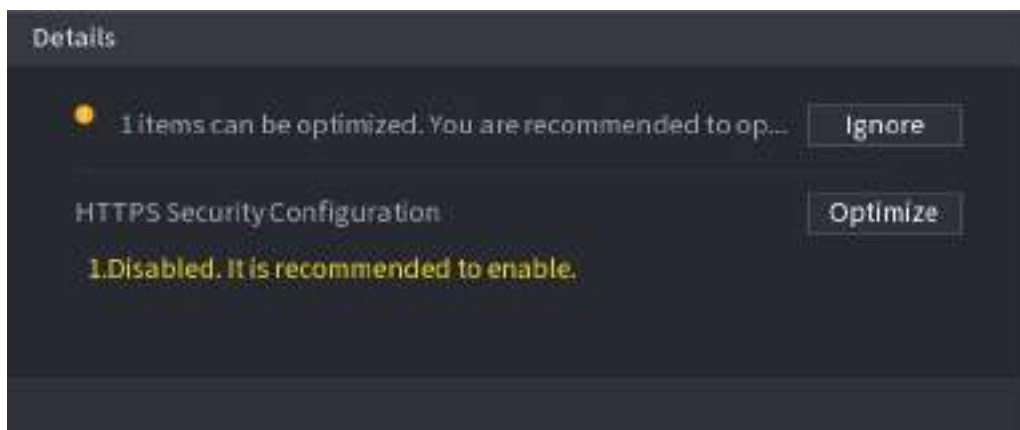 Details
1 items can be optimized. You are recommended to op... Ignore
HTTPS Security Configuration Optimize
1.Disabled. It is recommended to enable.